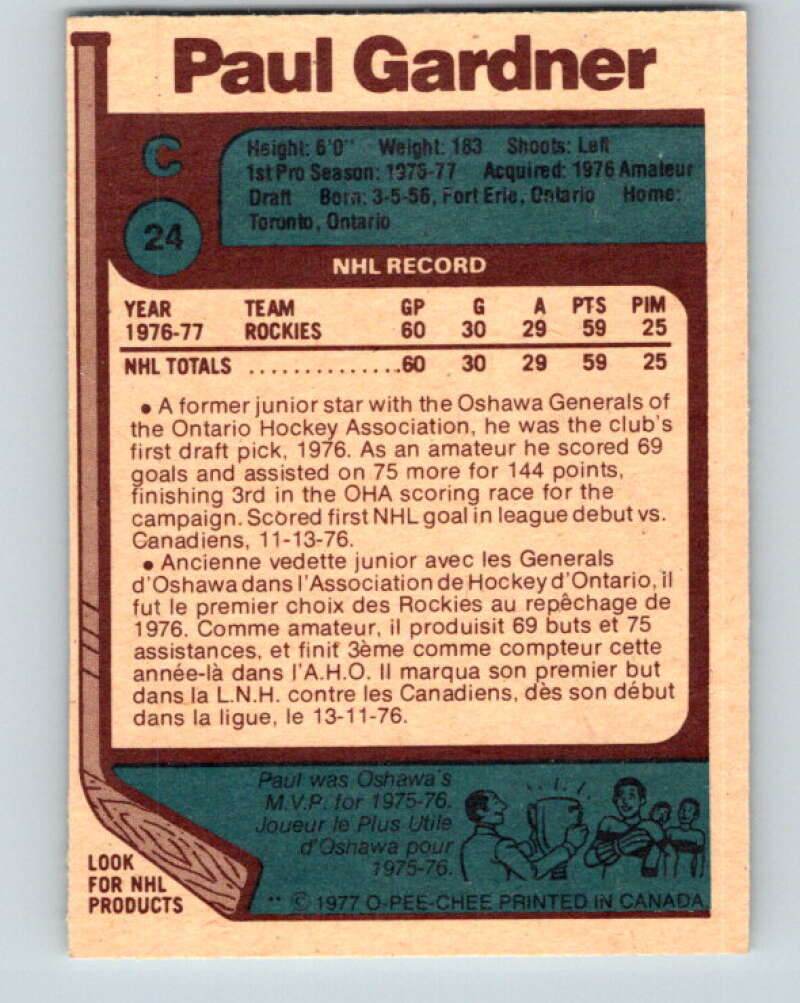 Paul Gardner
C
Height: 6'0" Weight: 183 Shoots: Left
1st Pro Season: 1976-77 Acquired: 1976 Amateur
Draft Born: 3-5-56, Fort Erie, Ontario Home:
Toronto, Ontario
24
NHL RECORD
YEAR TEAM GP G A PTS PIM
1976-77 ROCKIES 60 30 29 59 25
NHL TOTALS ..............60 30 29 59 25
• A former junior star with the Oshawa Generals of
the Ontario Hockey Association, he was the club's
first draft pick, 1976. As an amateur he scored 69
goals and assisted on 75 more for 144 points,
finishing 3rd in the OHA scoring race for the
campaign. Scored first NHL goal in league debut vs.
Canadiens, 11-13-76.
• Ancienne vedette junior avec les Generals
d'Oshawa dans l'Association de Hockey d'Ontario, il
fut le premier choix des Rockies au repêchage de
1976. Comme amateur, il produisit 69 buts et 75
assistances, et finit 3ème comme compteur cette
année-là dans l'A.H.O. Il marqua son premier but
dans la L.N.H. contre les Canadiens, dès son début
dans la ligue, le 13-11-76.
Paul was Oshawa's
M.V.P. for 1975-76.
Joueur le Plus Utile
d'Oshawa pour
1975-76.
LOOK
FOR NHL
PRODUCTS
** © 1977 O-PEE-CHEE PRINTED IN CANADA